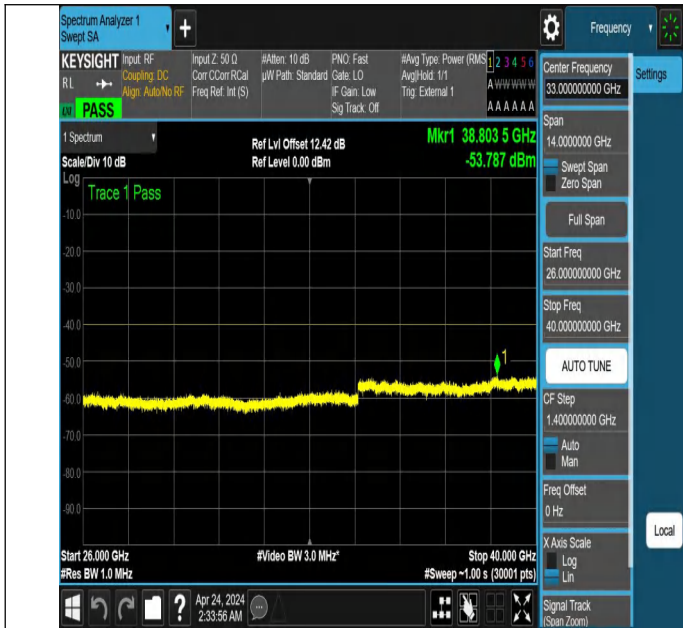 Spectrum Analyzer 1
Swept SA
Frequency
KEYSIGHT
RL
PASS
Input: RF
Coupling: DC
Align: Auto/No RF
Input Z: 50 Ω
Corr CCorr RCal
Freq Ref: Int (S)
#Atten: 10 dB
µW Path: Standard
PNO: Fast
Gate: LO
IF Gain: Low
Sig Track: Off
#Avg Type: Power (RMS
Avg|Hold: 1/1
Trig: External 1
1 2 3 4 5 6
A W W W W W
A A A A A A
1 Spectrum
Scale/Div 10 dB
Log
Ref Lvl Offset 12.42 dB
Ref Level 0.00 dBm
Mkr1 38.803 5 GHz
-53.787 dBm
Trace 1 Pass
-10.0
-20.0
-30.0
-40.0
-50.0
-60.0
-70.0
-80.0
-90.0
1
Start 26.000 GHz
#Res BW 1.0 MHz
#Video BW 3.0 MHz*
Stop 40.000 GHz
#Sweep ~1.00 s (30001 pts)
Apr 24, 2024
2:33:56 AM
Center Frequency
33.000000000 GHz
Settings
Span
14.0000000 GHz
Swept Span
Zero Span
Full Span
Start Freq
26.000000000 GHz
Stop Freq
40.000000000 GHz
AUTO TUNE
CF Step
1.400000000 GHz
Auto
Man
Freq Offset
0 Hz
Local
X Axis Scale
Log
Lin
Signal Track
(Span Zoom)